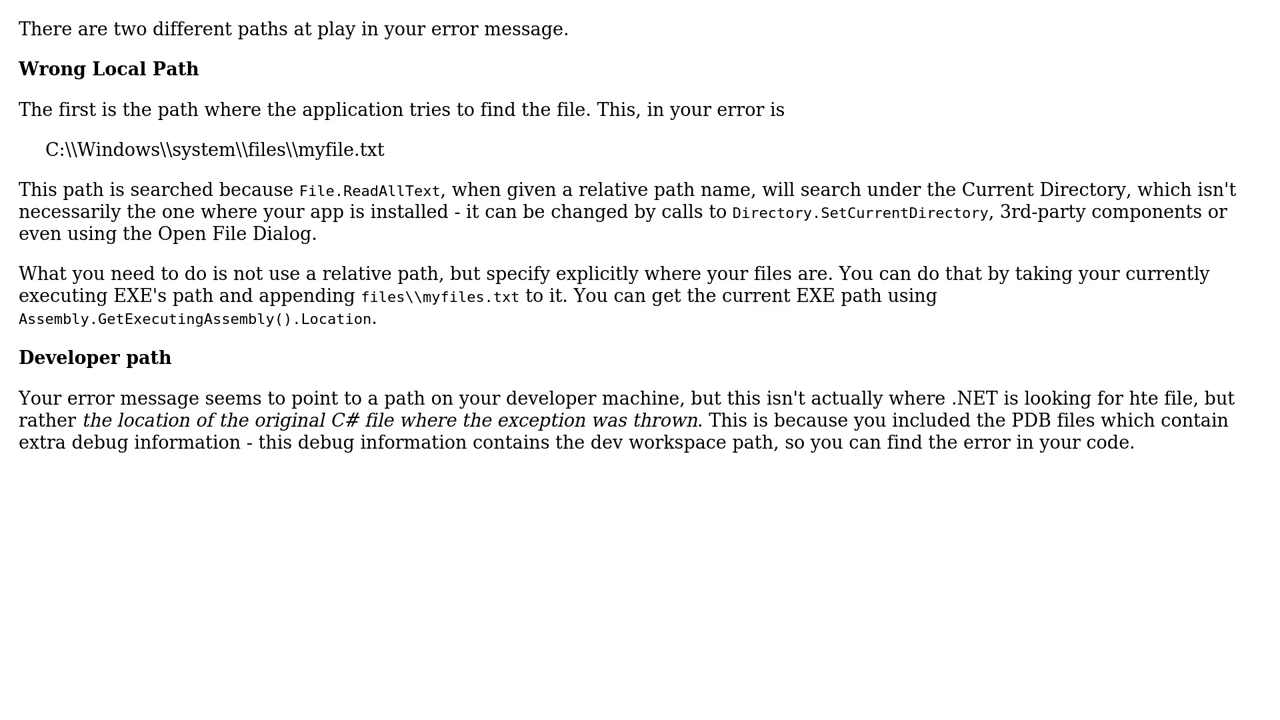 There are two different paths at play in your error message.
Wrong Local Path
The first is the path where the application tries to find the file. This, in your error is
C:\\Windows\\system\\files\\myfile.txt
This path is searched because File.ReadAllText, when given a relative path name, will search under the Current Directory, which isn't
necessarily the one where your app is installed - it can be changed by calls to Directory.SetCurrentDirectory, 3rd-party components or
even using the Open File Dialog.
What you need to do is not use a relative path, but specify explicitly where your files are. You can do that by taking your currently
executing EXE's path and appending files\\myfiles.txt to it. You can get the current EXE path using
Assembly.GetExecutingAssembly().Location.
Developer path
Your error message seems to point to a path on your developer machine, but this isn't actually where .NET is looking for hte file, but
rather the location of the original C# file where the exception was thrown. This is because you included the PDB files which contain
extra debug information - this debug information contains the dev workspace path, so you can find the error in your code.